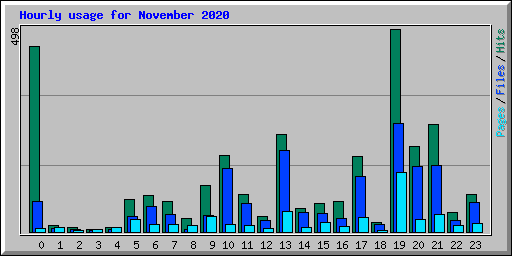 Hourly usage for November 2020
498
Pages/Files/Hits
0 1 2 3 4 5 6 7 8 9 10 11 12 13 14 15 16 17 18 19 20 21 22 23